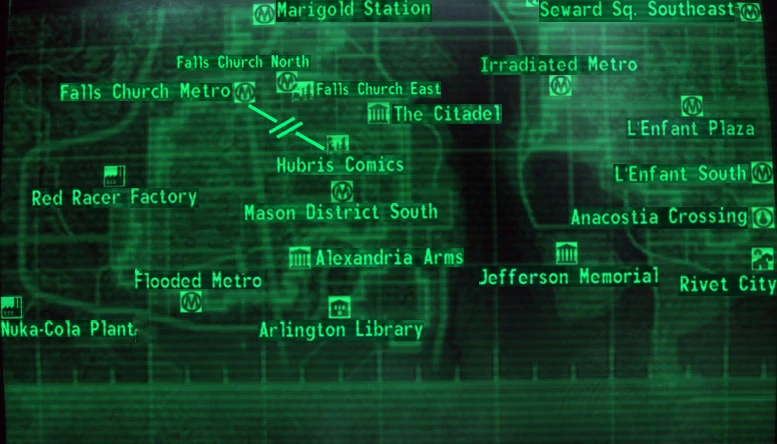 Marigold Station
Seward Sq. Southeast
Falls Church North
Irradiated Metro
Falls Church Metro
Falls Church East
The Citadel
L'Enfant Plaza
Hubris Comics
L'Enfant South
Red Racer Factory
Mason District South
Anacostia Crossing
Alexandria Arms
Jefferson Memorial
Flooded Metro
Rivet City
Nuka-Cola Plant
Arlington Library